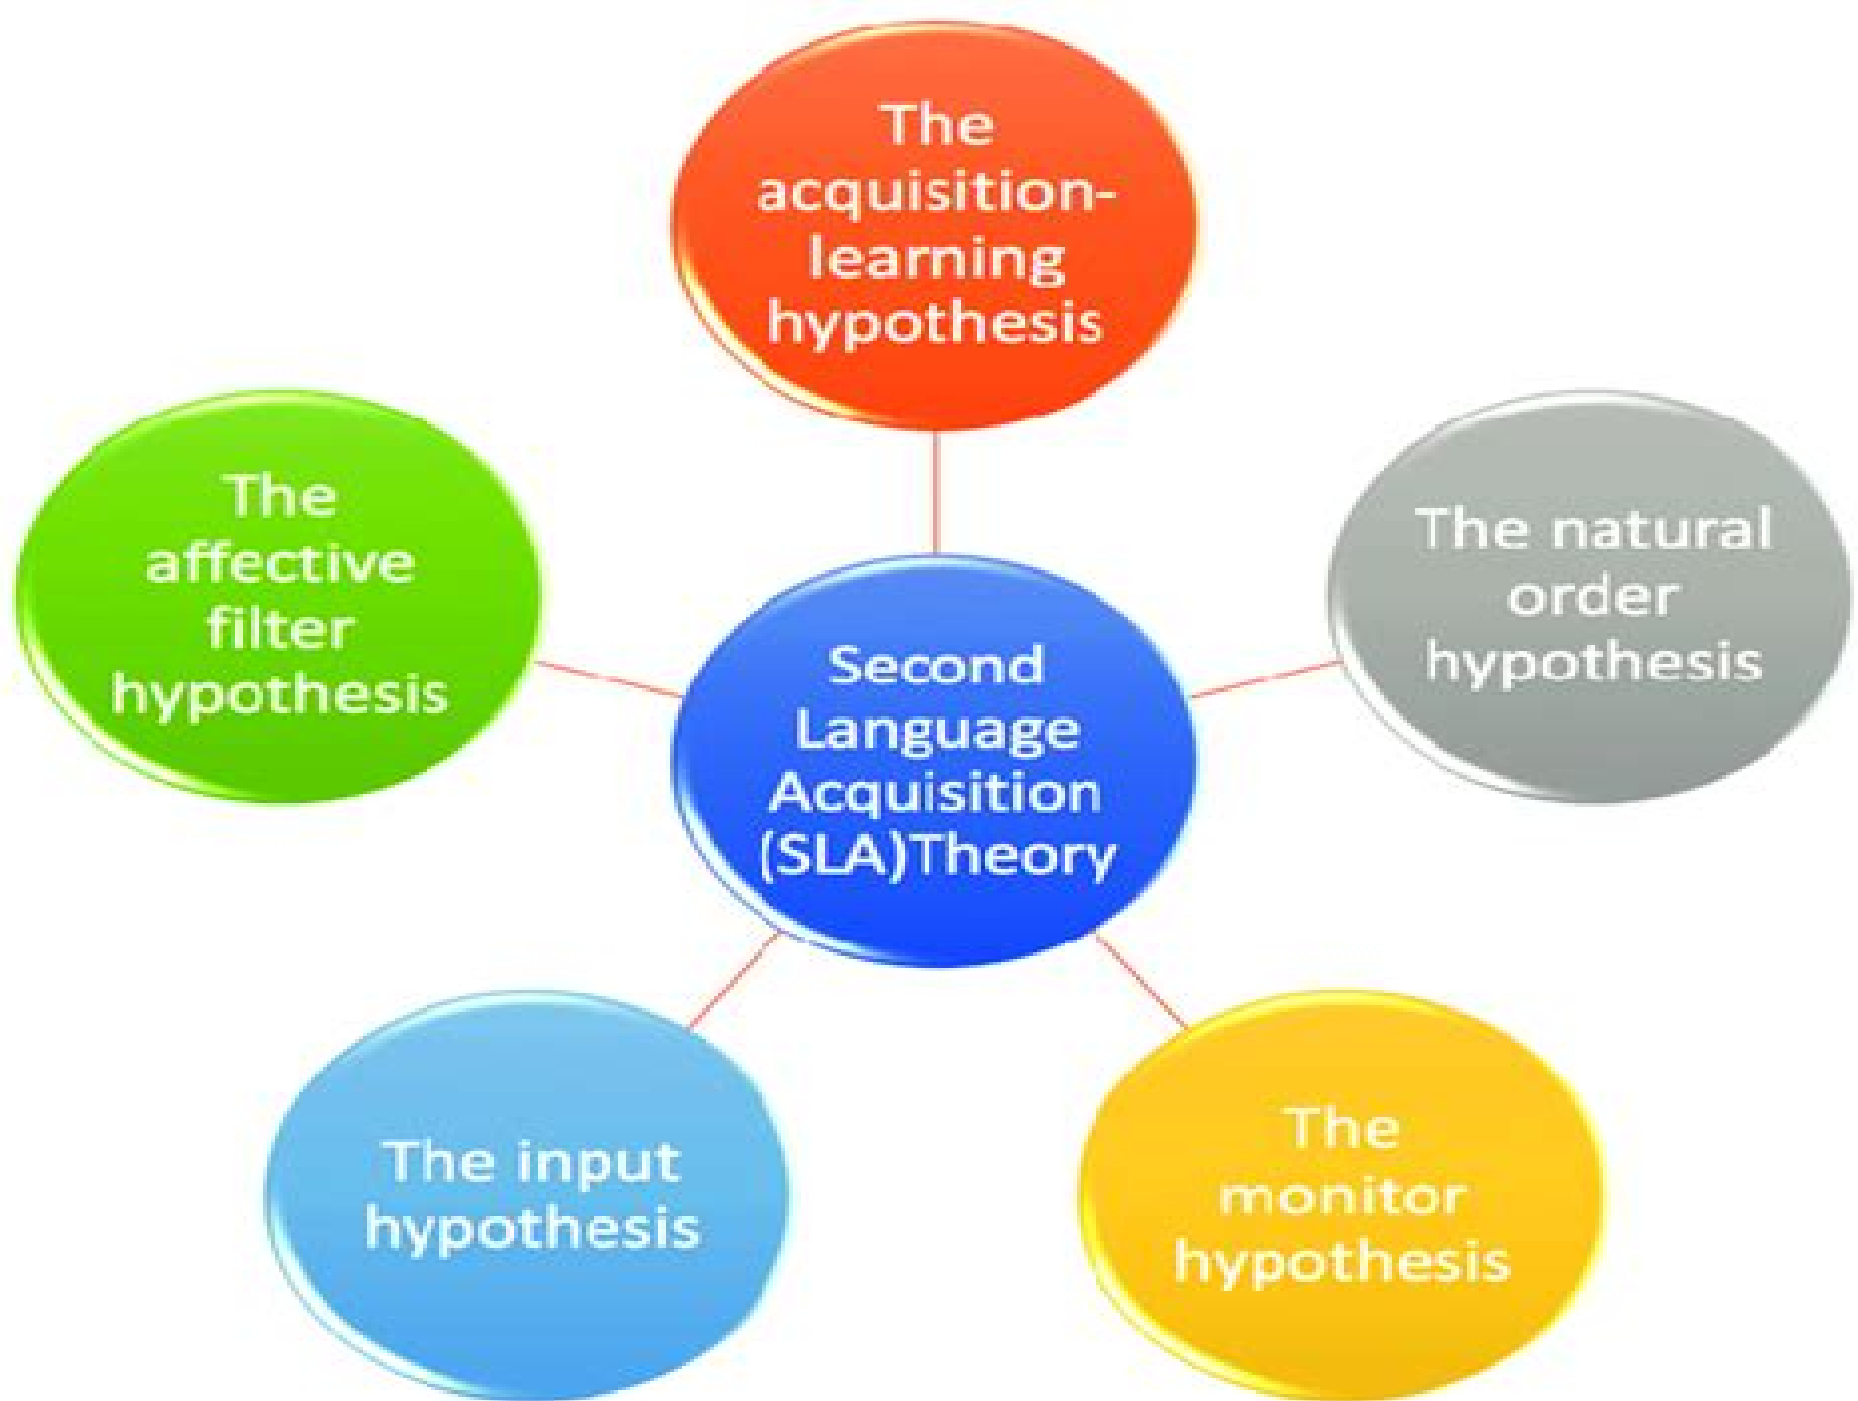 The
acquisition-
learning
hypothesis
The
affective
filter
hypothesis
The natural
order
hypothesis
Second
Language
Acquisition
(SLA)Theory
The input
hypothesis
The
monitor
hypothesis